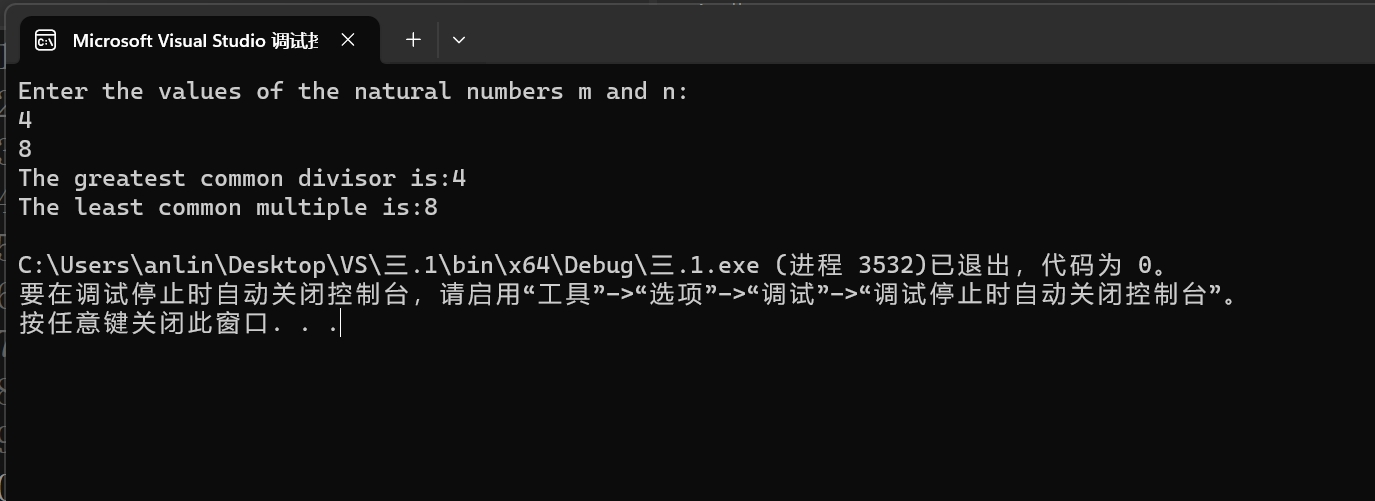 Microsoft Visual Studio 调试
Enter the values of the natural numbers m and n:
4
8
The greatest common divisor is:4
The least common multiple is:8
C:\Users\anlin\Desktop\VS\三.1\bin\x64\Debug\三.1.exe (进程 3532)已退出，代码为 0。
要在调试停止时自动关闭控制台，请启用“工具”->“选项”->“调试”->“调试停止时自动关闭控制台”。
按任意键关闭此窗口. . .